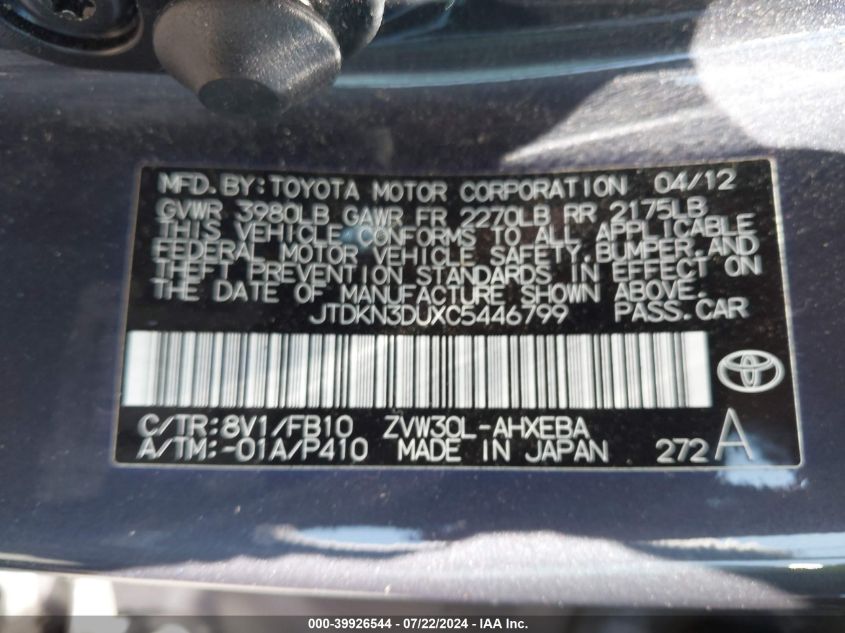 MFD. BY: TOYOTA MOTOR CORPORATION 04/12
GVWR 3980LB GAWR FR 2270LB RR 2175LB
THIS VEHICLE CONFORMS TO ALL APPLICABLE
FEDERAL MOTOR VEHICLE SAFETY, BUMPER, AND
THEFT PREVENTION STANDARDS IN EFFECT ON
THE DATE OF MANUFACTURE SHOWN ABOVE.
JTDKN3DUXC5446799 PASS. CAR
C/TR: 8V1/FB10 ZVW30L-AHXEBA
A/TM: -01A/P410 MADE IN JAPAN 272 A
000-39926544 - 07/22/2024 - Copyright IAA, Inc.